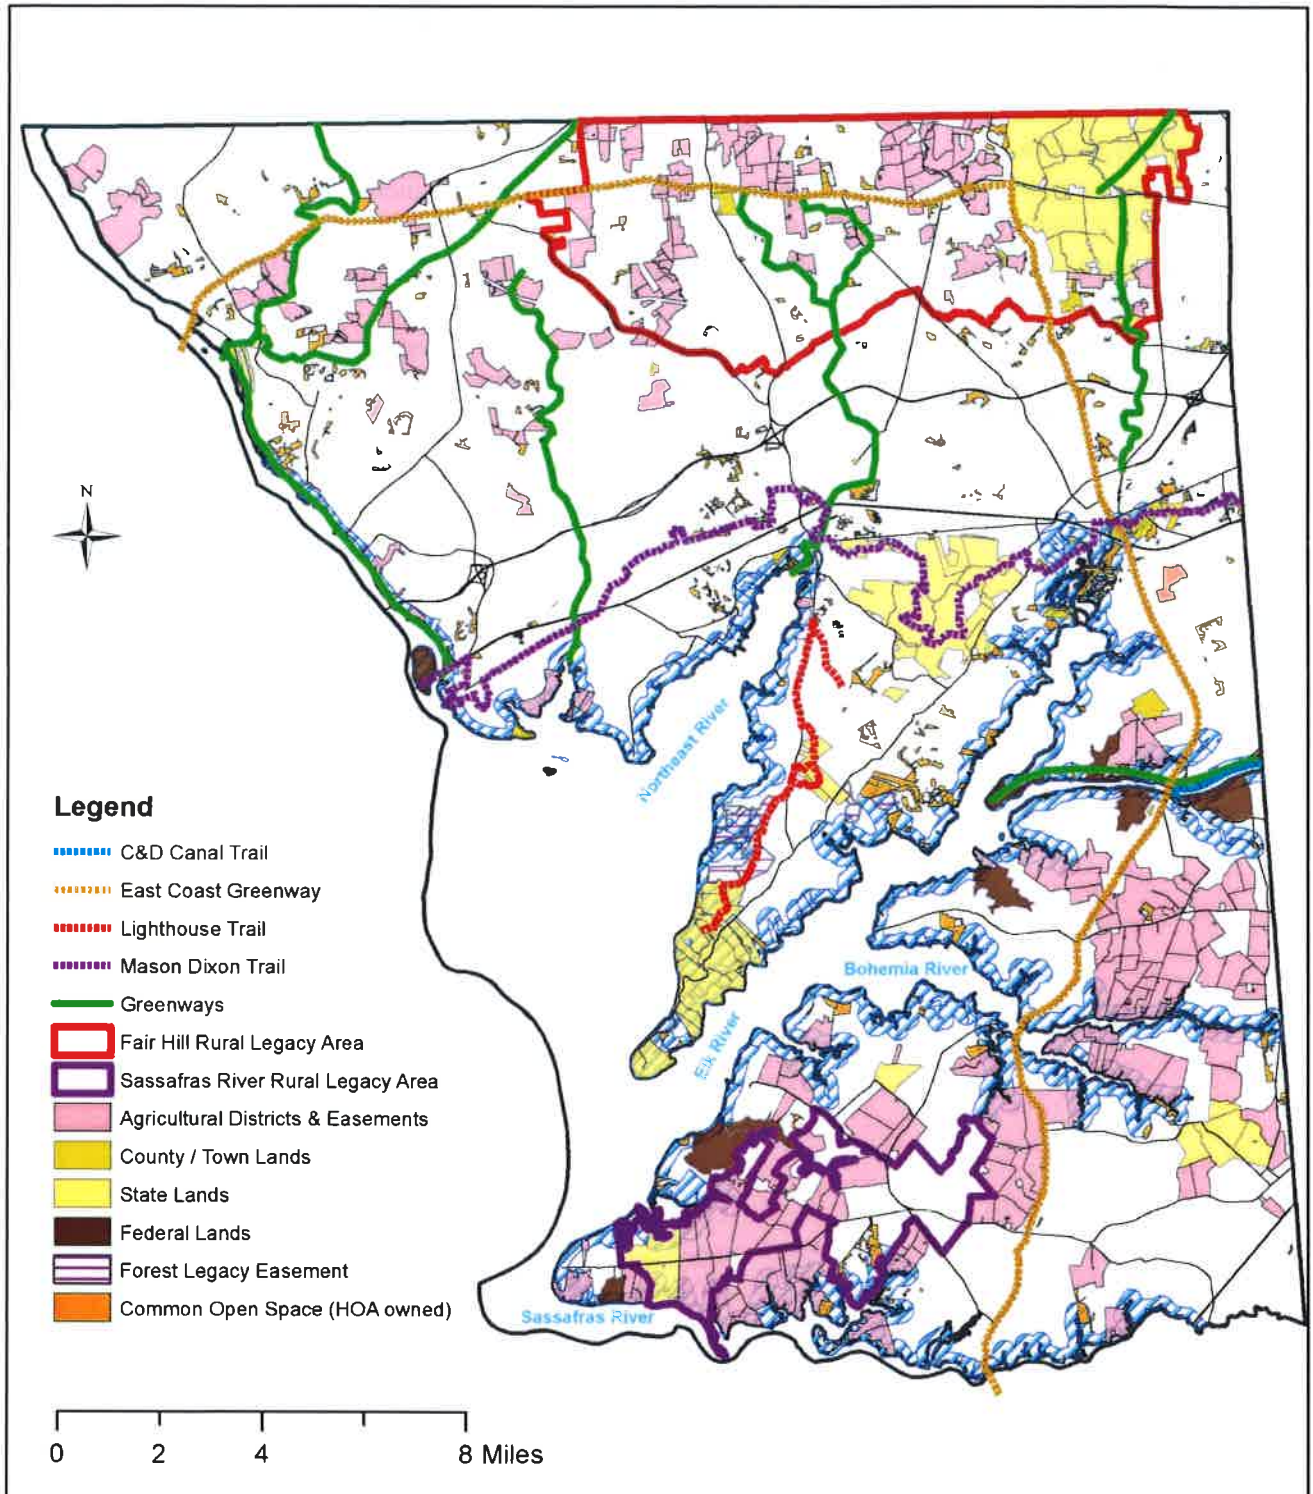 N
Northeast River
Bohemia River
Elk River
Sassafras River
Legend
C&D Canal Trail
East Coast Greenway
Lighthouse Trail
Mason Dixon Trail
Greenways
Fair Hill Rural Legacy Area
Sassafras River Rural Legacy Area
Agricultural Districts & Easements
County / Town Lands
State Lands
Federal Lands
Forest Legacy Easement
Common Open Space (HOA owned)
0 2 4 8 Miles